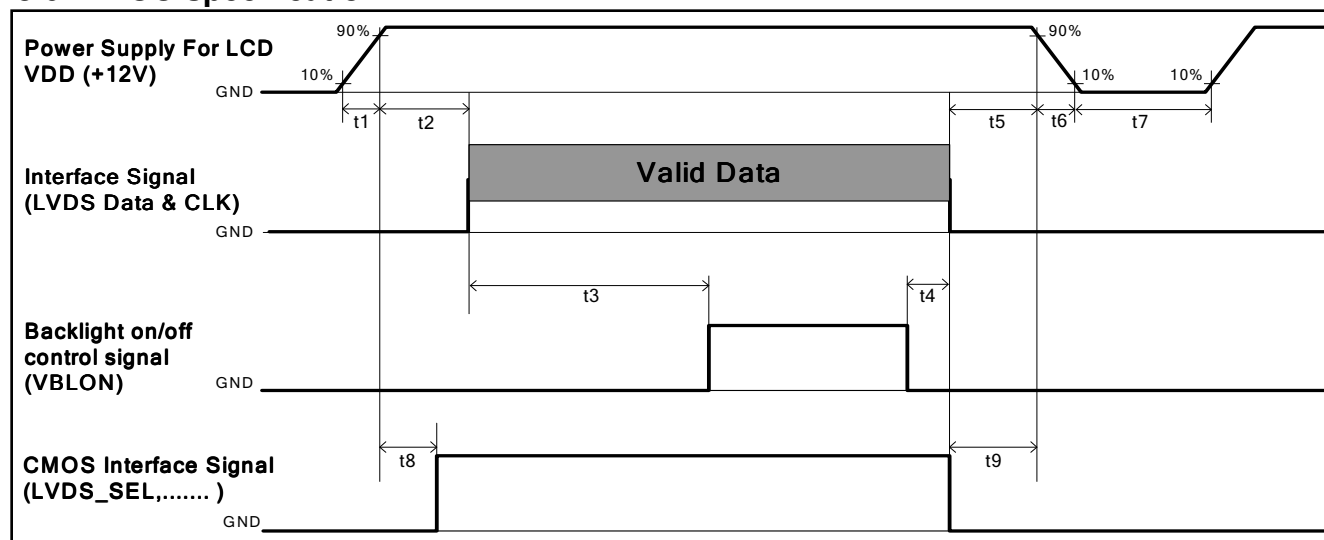 90%
90%
Power Supply For LCD
VDD (+12V)
10%
10%
10%
GND
t1
t2
t5
t6
t7
Valid Data
Interface Signal
(LVDS Data & CLK)
GND
t3
t4
Backlight on/off
control signal
(VBLON)
GND
t8
t9
CMOS Interface Signal
(LVDS_SEL,....... )
GND